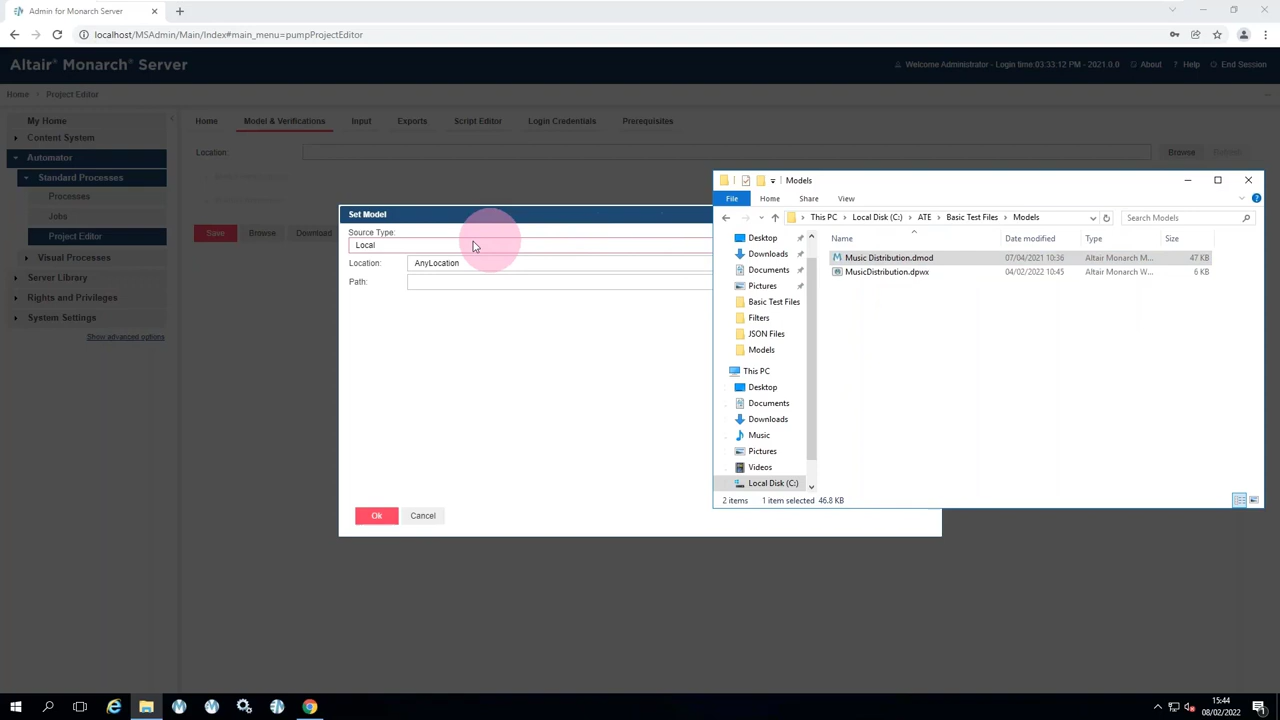 Admin for Monarch Server
localhost/MSAdmin/Main/Index#main_menu=pumpProjectEditor
Altair® Monarch® Server
Welcome Administrator - Login time:03:33:12 PM - 2021.0.0
About
Help
End Session
Home
Project Editor
My Home
Content System
Automator
Standard Processes
Processes
Jobs
Project Editor
Visual Processes
Server Library
Rights and Privileges
System Settings
Show advanced options
Home
Model & Verifications
Input
Exports
Script Editor
Login Credentials
Prerequisites
Location:
Browse
Save
Browse
Download
Set Model
Source Type:
Local
Location:
AnyLocation
Path:
Ok
Cancel
Models
File
Home
Share
View
This PC
Local Disk (C:)
ATE
Basic Test Files
Models
Search Models
Name
Date modified
Type
Size
Music Distribution.dmod
07/04/2021 10:36
Altair Monarch M...
47 KB
MusicDistribution.dpwx
04/02/2022 10:45
Altair Monarch W...
6 KB
Desktop
Downloads
Documents
Pictures
Basic Test Files
Filters
JSON Files
Models
This PC
Desktop
Documents
Downloads
Music
Pictures
Videos
Local Disk (C:)
2 items
1 item selected 46.8 KB
15:44
08/02/2022